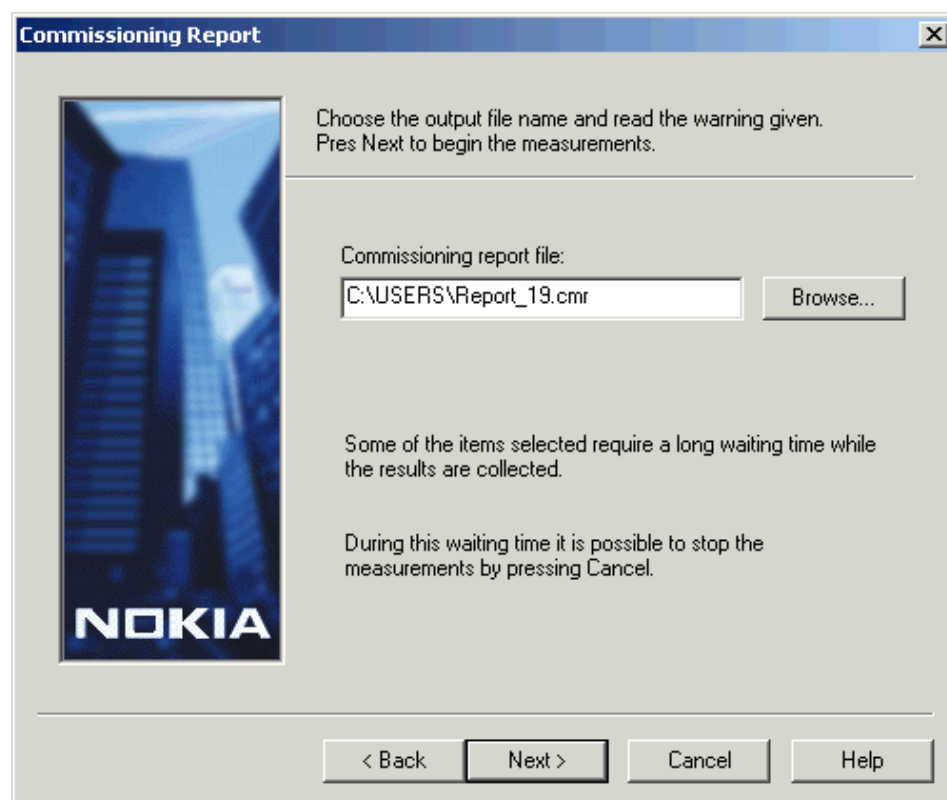 Commissioning Report
Choose the output file name and read the warning given.
Pres Next to begin the measurements.
Commissioning report file:
C:\USERS\Report_19.cmr
Browse...
Some of the items selected require a long waiting time while
the results are collected.
During this waiting time it is possible to stop the
measurements by pressing Cancel.
NOKIA
< Back
Next >
Cancel
Help